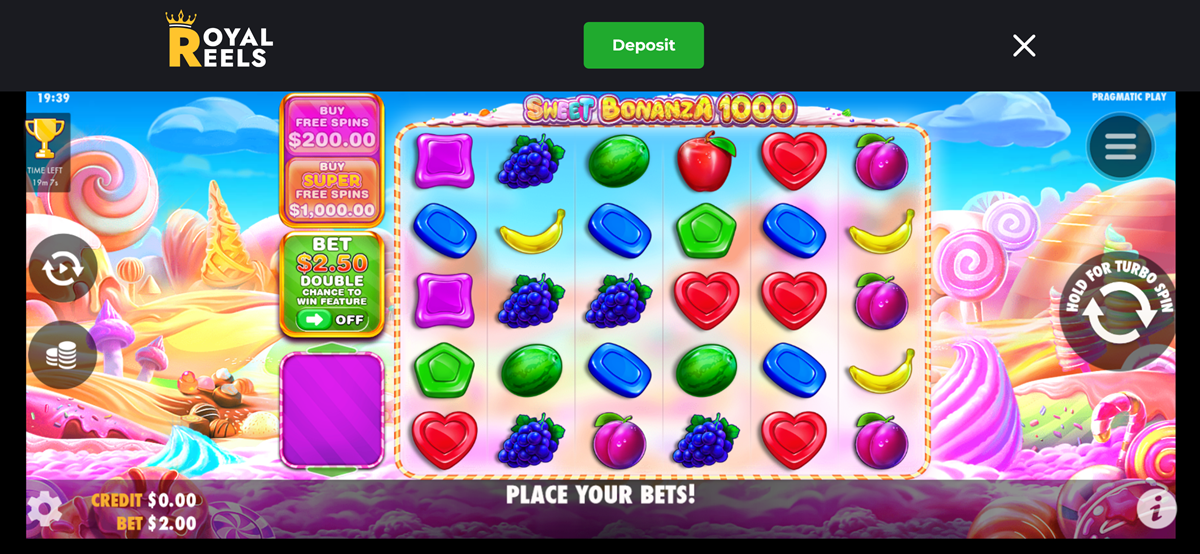 ROYAL
REELS
Deposit
19:39
SWEET BONANZA 1000
PRAGMATIC PLAY
TIME LEFT
19m 7s
BUY
FREE SPINS
$200.00
BUY
SUPER
FREE SPINS
$1,000.00
BET
$2.50
DOUBLE
CHANCE TO
WIN FEATURE
OFF
HOLD FOR TURBO SPIN
CREDIT $0.00
BET $2.00
PLACE YOUR BETS!